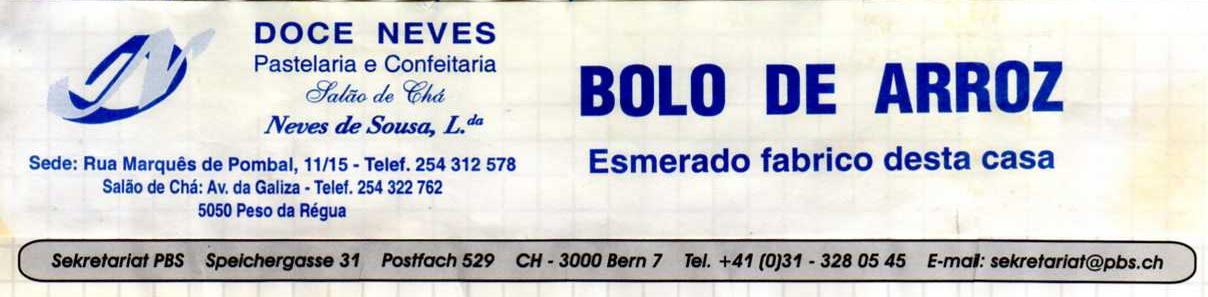 DOCE NEVES
Pastelaria e Confeitaria
Salão de Chá
Neves de Sousa, L.da
Sede: Rua Marquês de Pombal, 11/15 - Telef. 254 312 578
Salão de Chá: Av. da Galiza - Telef. 254 322 762
5050 Peso da Régua
BOLO DE ARROZ
Esmerado fabrico desta casa
Sekretariat PBS Speichergasse 31 Postfach 529 CH - 3000 Bern 7 Tel. +41 (0)31 - 328 05 45 E-mail: sekretariat@pbs.ch